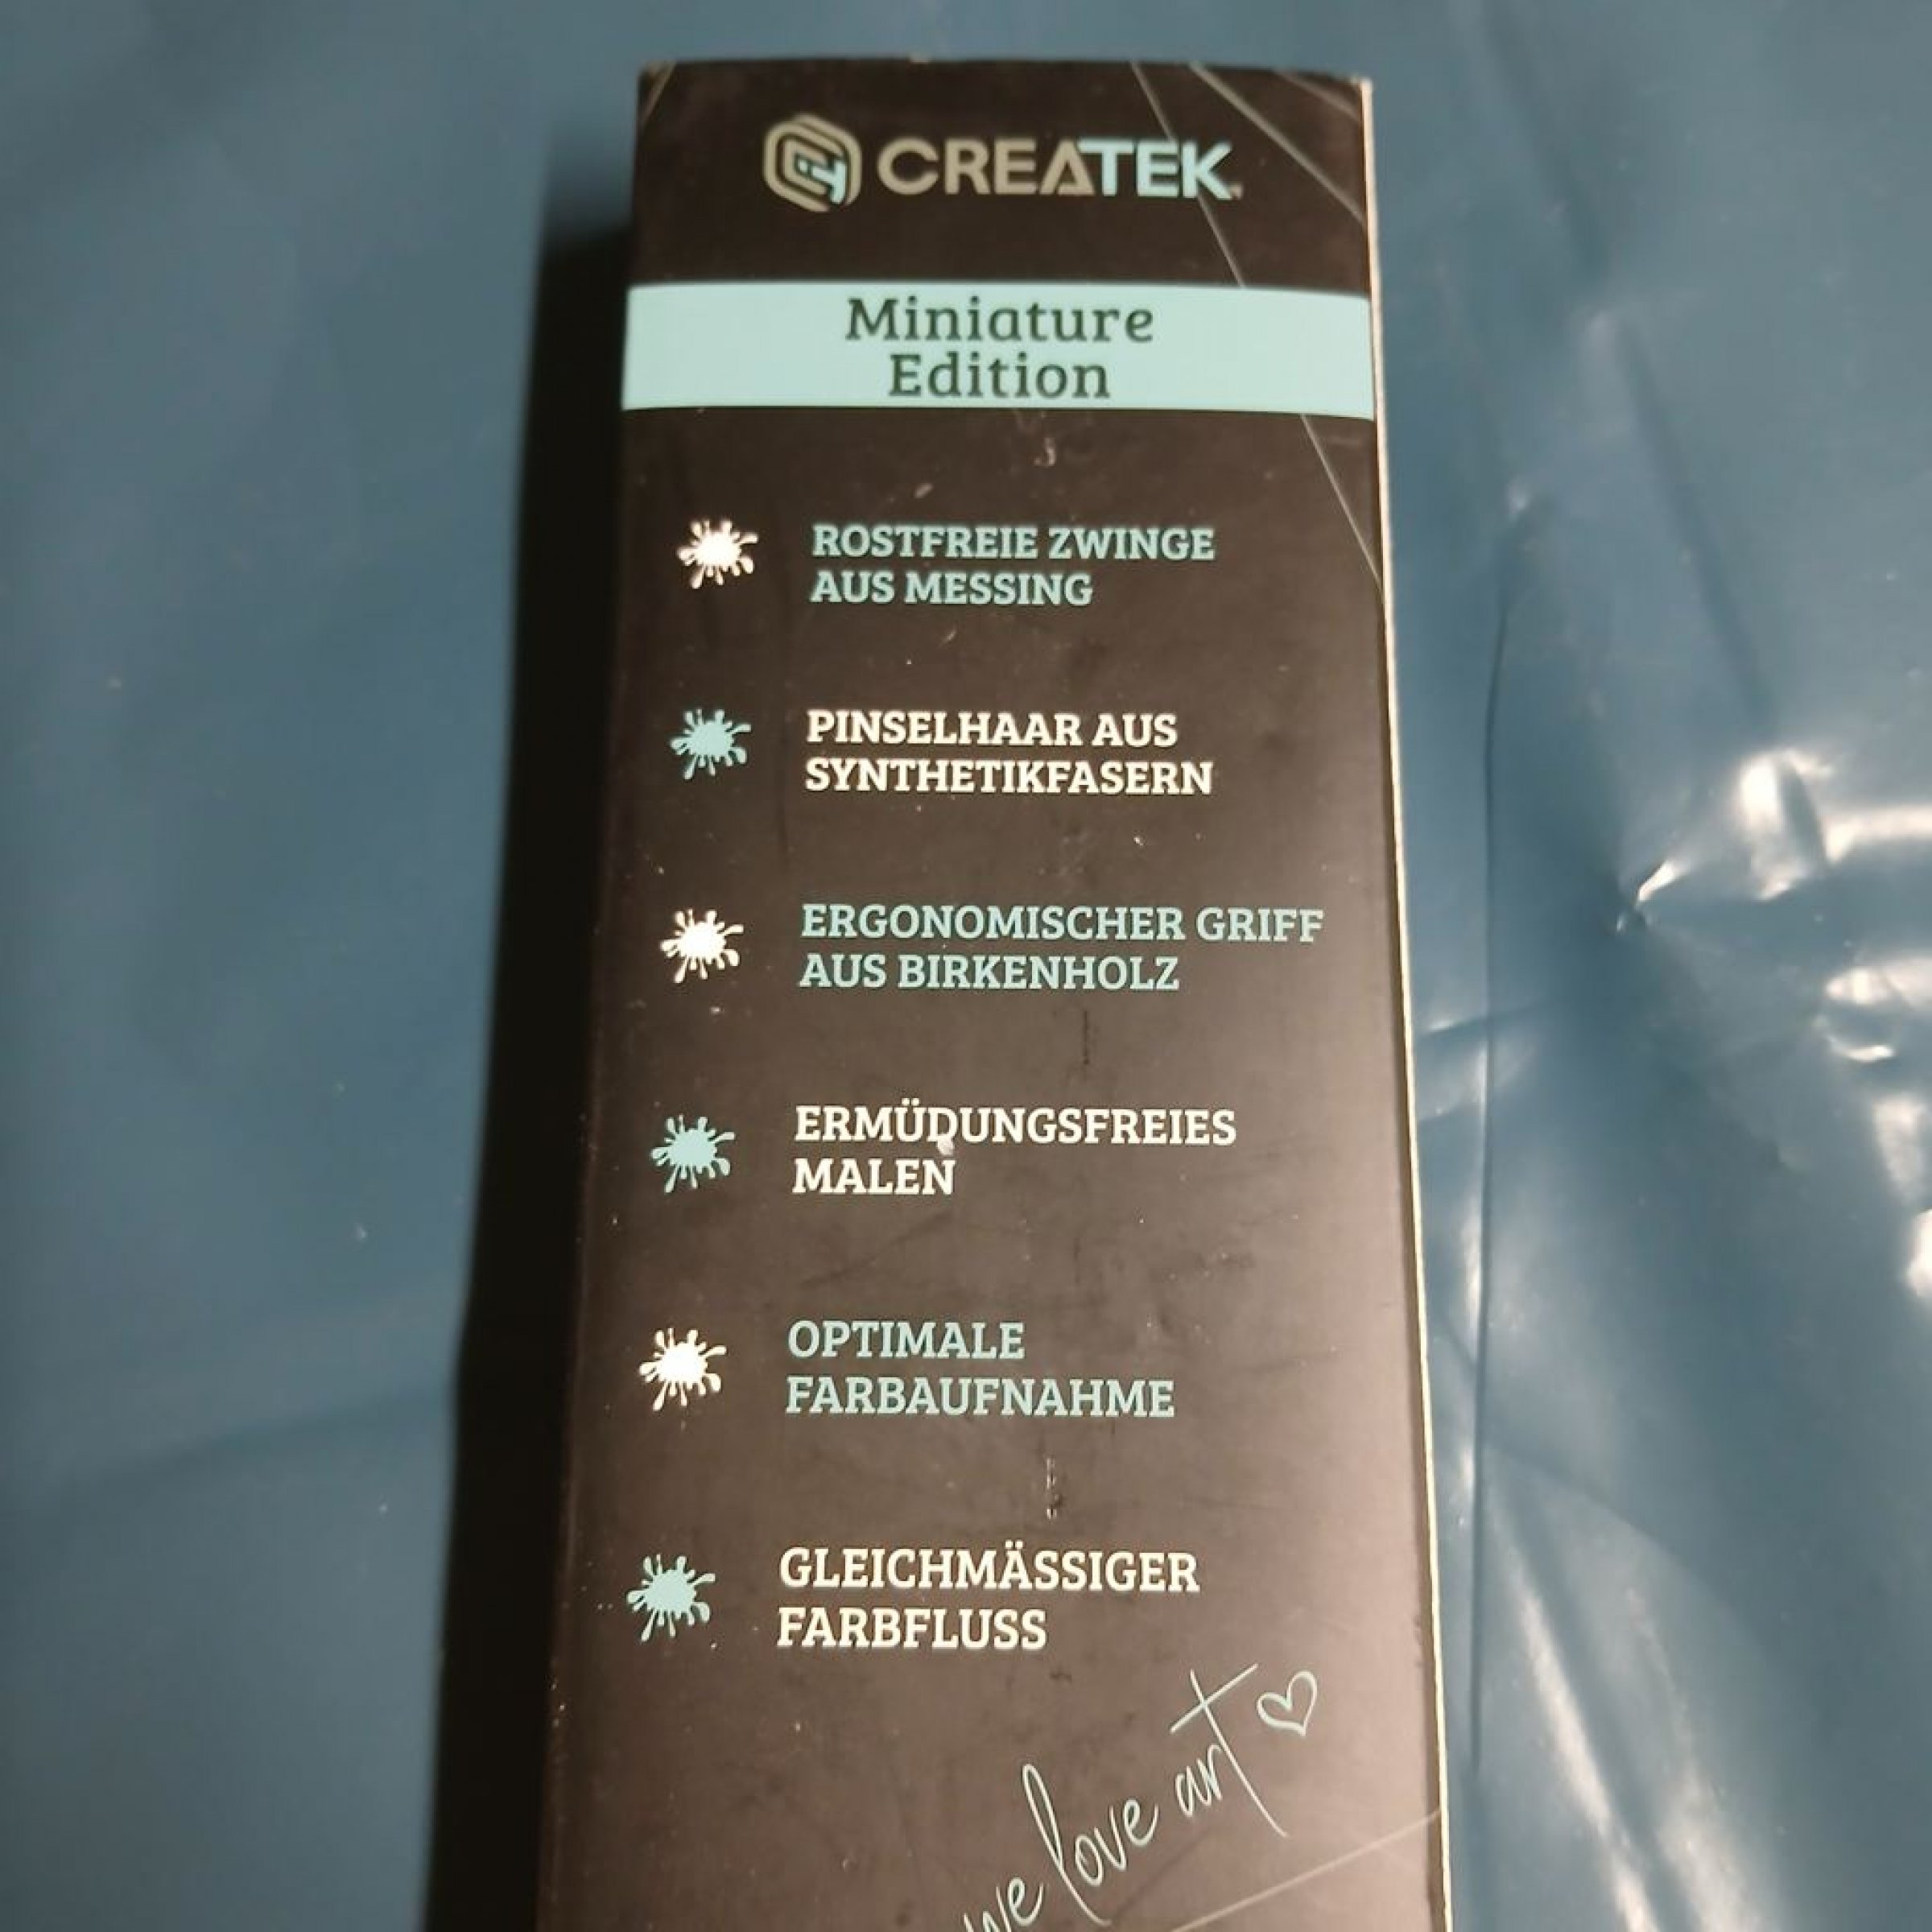 CREATEK
Miniature
Edition
ROSTFREIE ZWINGE
AUS MESSING
PINSELHAAR AUS
SYNTHETIKFASERN
ERGONOMISCHER GRIFF
AUS BIRKENHOLZ
ERMÜDUNGSFREIES
MALEN
OPTIMALE
FARBAUFNAHME
GLEICHMÄSSIGER
FARBFLUSS
we love art